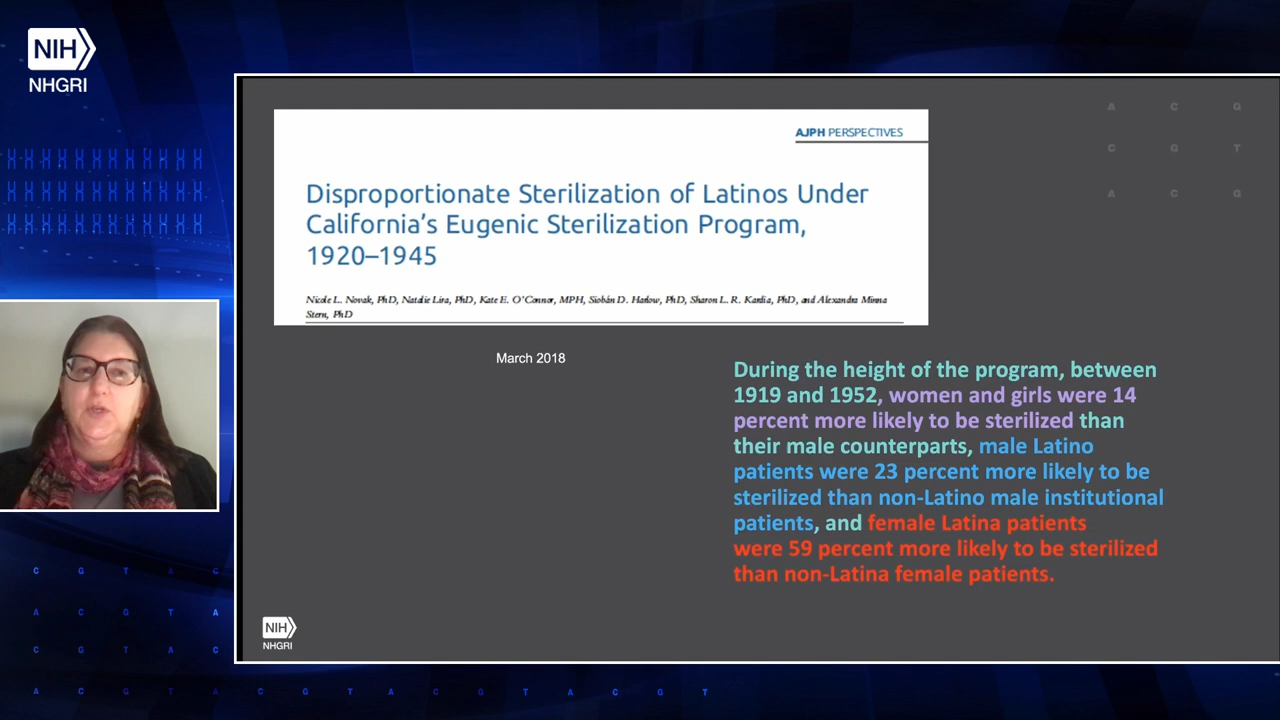 NIH
NHGRI
A C G
C G T
A C G
AJPH PERSPECTIVES
Disproportionate Sterilization of Latinos Under
California's Eugenic Sterilization Program,
1920–1945
Nicole L. Novak, PhD, Natalie Lira, PhD, Kate E. O'Connor, MPH, Siobán D. Harlow, PhD, Sharon L. R. Kardia, PhD, and Alexandra Minna
Stern, PhD
March 2018
During the height of the program, between
1919 and 1952, women and girls were 14
percent more likely to be sterilized than
their male counterparts, male Latino
patients were 23 percent more likely to be
sterilized than non-Latino male institutional
patients, and female Latina patients
were 59 percent more likely to be sterilized
than non-Latina female patients.
NIH
NHGRI
C G T A C
A C G T A
C G T A C
A C G T A C G T A C G T A C G T